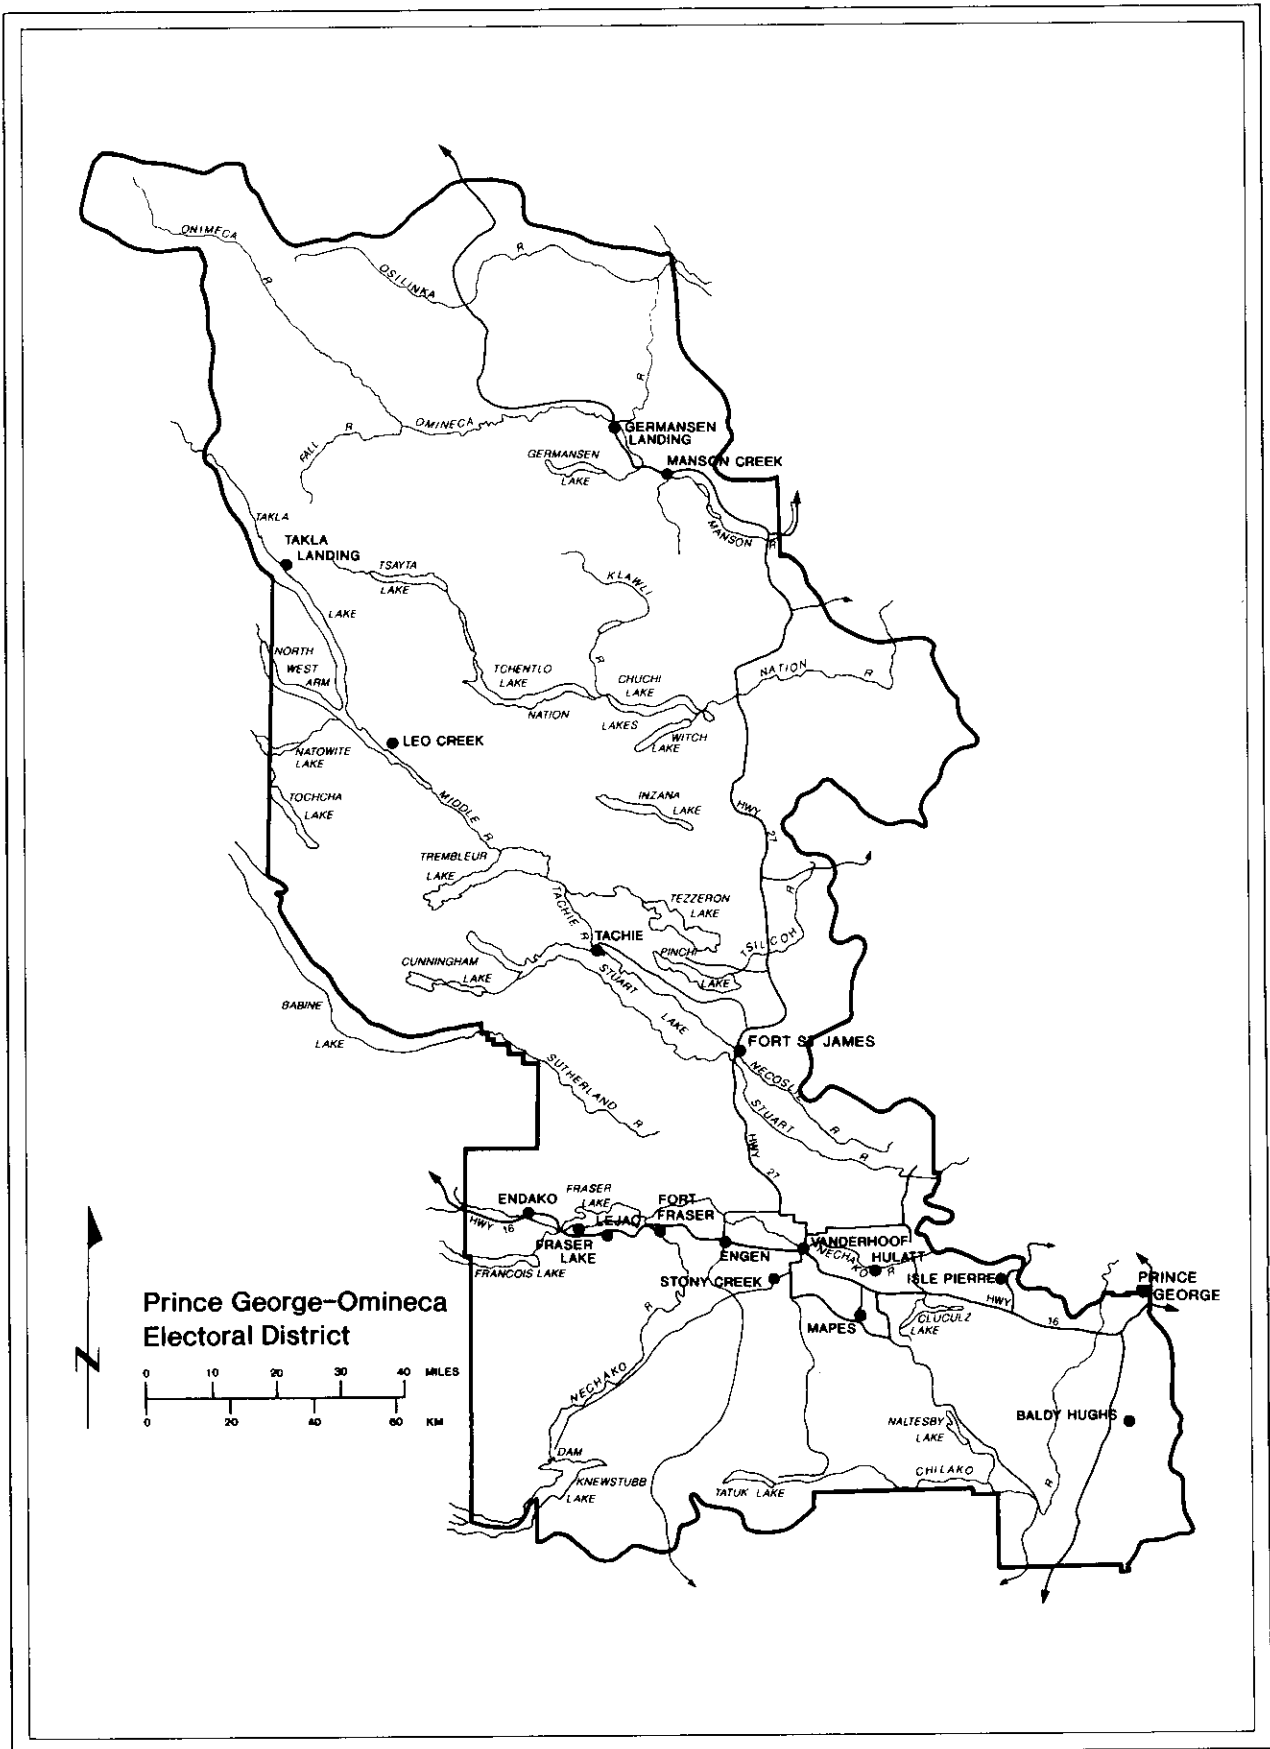 ONIMECA
R
OSILINKA
R
R
FALL
R
OMINECA
GERMANSEN
LANDING
GERMANSEN
LAKE
MANSON CREEK
MANSON
R
TAKLA
TAKLA
LANDING
LAKE
TSAYTA
LAKE
KLAWLI
R
NORTH
WEST
ARM
TCHENTLO
LAKE
CHUCHI
LAKE
NATION
R
NATION
LAKES
WITCH
LAKE
LEO CREEK
NATOWITE
LAKE
TOCHCHA
LAKE
MIDDLE
R
INZANA
LAKE
HWY
27
TREMBLEUR
LAKE
TACHIE
R
TEZZERON
LAKE
R
TACHIE
TSILICOH
PINCHI
LAKE
CUNNINGHAM
LAKE
STUART
LAKE
BABINE
LAKE
FORT ST JAMES
SUTHERLAND
R
NECOSLIE
R
STUART
R
HWY
27
ENDAKO
FRASER
LAKE
FORT
FRASER
HWY 16
LEJAC
FRASER
LAKE
ENGEN
VANDERHOOF
NECHAKO
R
HULATT
FRANCOIS LAKE
STONY CREEK
ISLE PIERRE
PRINCE
GEORGE
HWY
16
CLUCULZ
LAKE
MAPES
R
NECHAKO
Prince George-Omineca
Electoral District
0 10 20 30 40 MILES
0 20 40 60 KM
N
BALDY HUGHS
NALTESBY
LAKE
DAM
KNEWSTUBB
LAKE
TATUK LAKE
CHILAKO
R